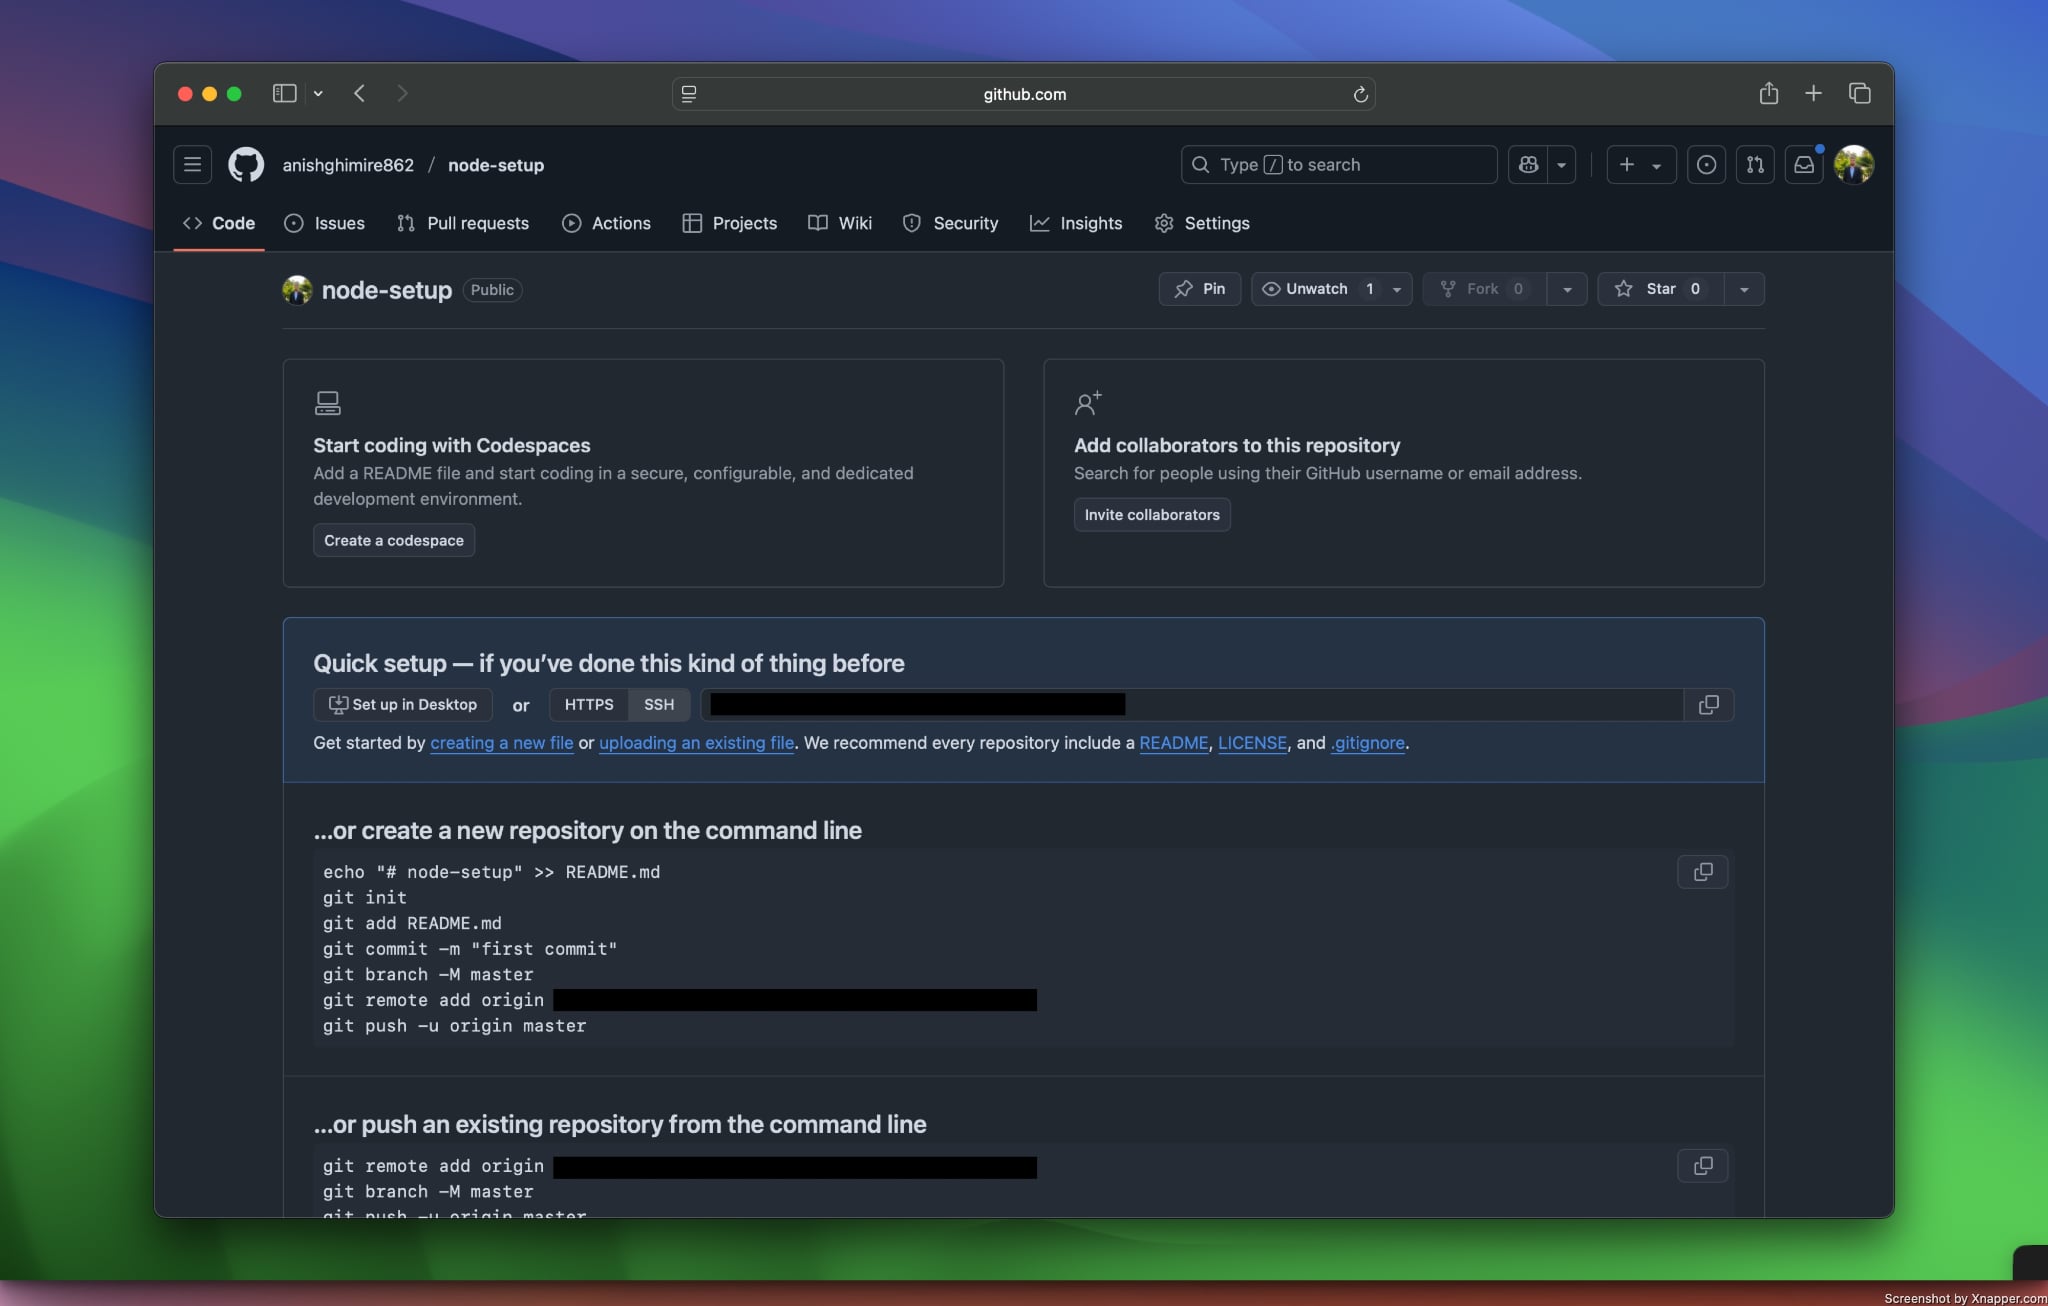 github.com
anishghimire862 / node-setup
Type / to search
Code Issues Pull requests Actions Projects Wiki Security Insights Settings
node-setup Public
Pin Unwatch 1 Fork 0 Star 0
Start coding with Codespaces
Add a README file and start coding in a secure, configurable, and dedicated
development environment.
Create a codespace
Add collaborators to this repository
Search for people using their GitHub username or email address.
Invite collaborators
Quick setup — if you’ve done this kind of thing before
Set up in Desktop or HTTPS SSH
Get started by creating a new file or uploading an existing file. We recommend every repository include a README, LICENSE, and .gitignore.
…or create a new repository on the command line
echo "# node-setup" >> README.md
git init
git add README.md
git commit -m "first commit"
git branch -M master
git remote add origin
git push -u origin master
…or push an existing repository from the command line
git remote add origin
git branch -M master
git push -u origin master
Screenshot by Xnapper.com